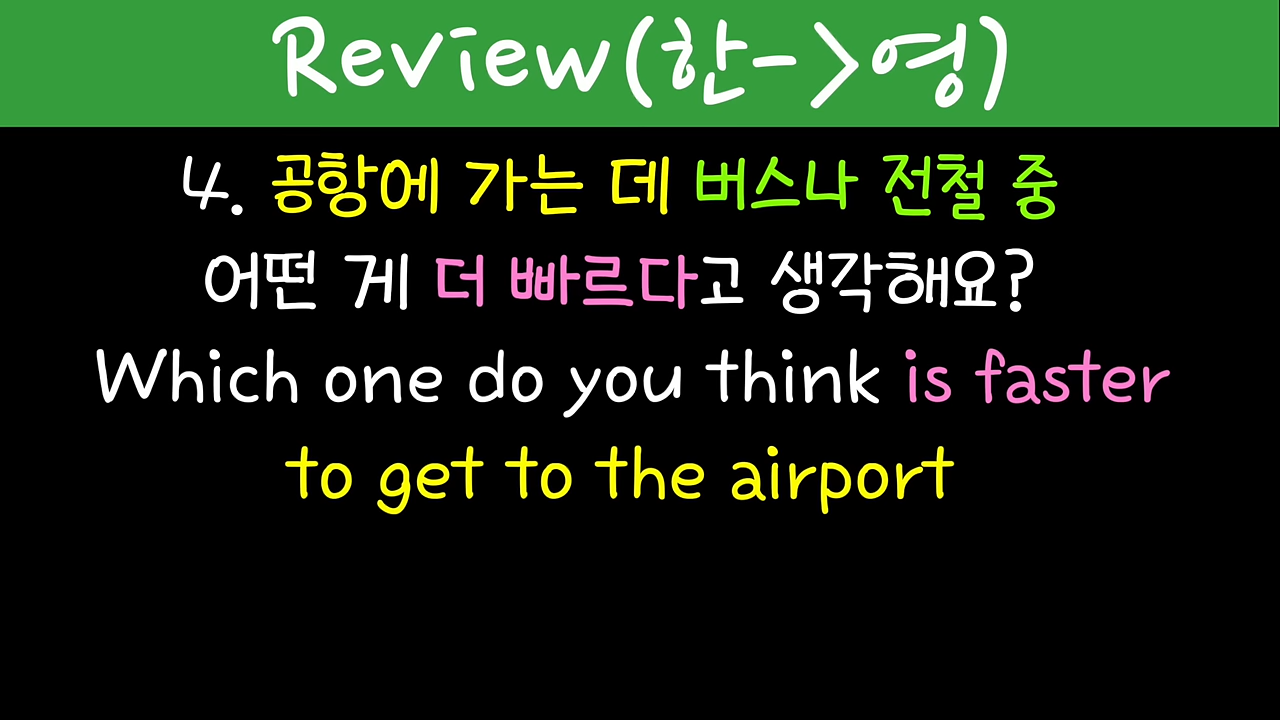 Review(한->영)
4. 공항에 가는 데 버스나 전철 중
어떤 게 더 빠르다고 생각해요?
Which one do you think is faster
to get to the airport